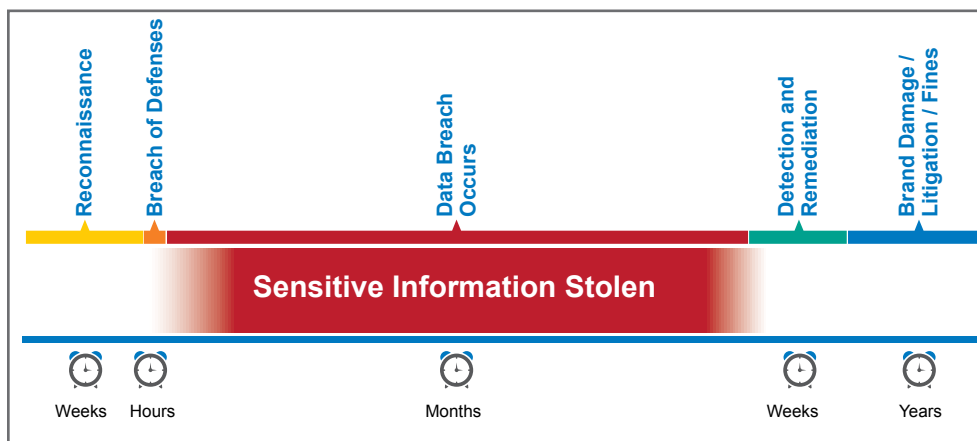 Reconnaissance
Breach of Defenses
Data Breach
Occurs
Detection and
Remediation
Brand Damage /
Litigation / Fines
Sensitive Information Stolen
Weeks
Hours
Months
Weeks
Years